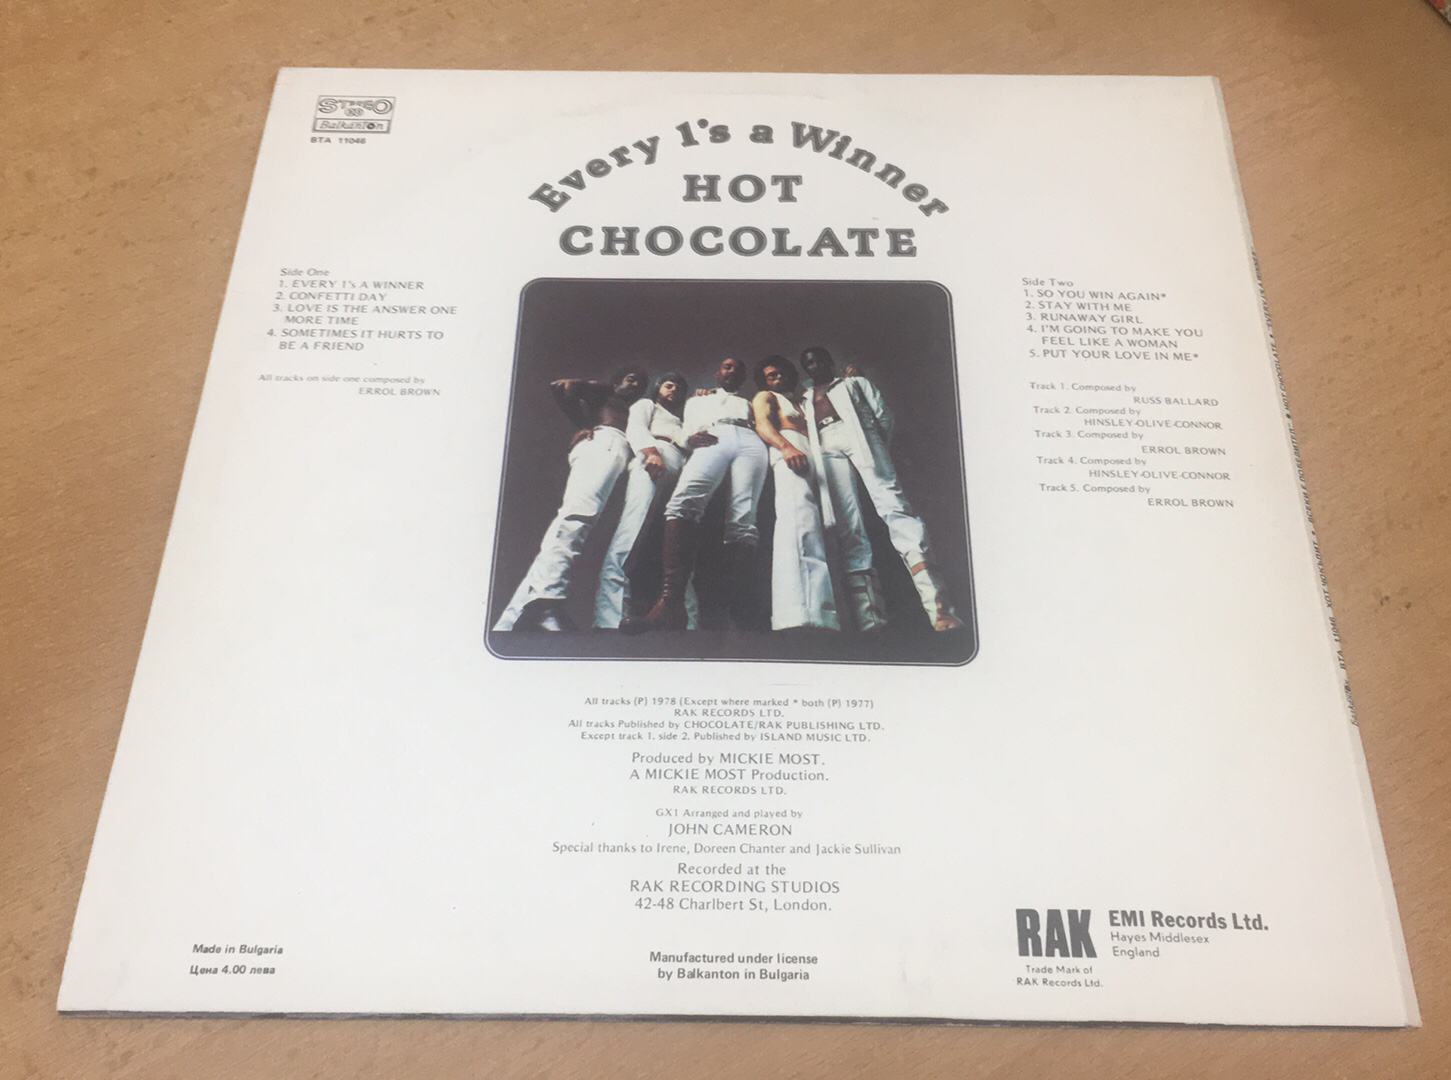 STEREO
Balkanton
BTA 11046
Every 1's a Winner
HOT
CHOCOLATE
Side One
1. EVERY 1's A WINNER
2. CONFETTI DAY
3. LOVE IS THE ANSWER ONE
MORE TIME
4. SOMETIMES IT HURTS TO
BE A FRIEND
All tracks on side one composed by
ERROL BROWN
Side Two
1. SO YOU WIN AGAIN*
2. STAY WITH ME
3. RUNAWAY GIRL
4. I'M GOING TO MAKE YOU
FEEL LIKE A WOMAN
5. PUT YOUR LOVE IN ME*
Track 1. Composed by
RUSS BALLARD
Track 2. Composed by
HINSLEY-OLIVE-CONNOR
Track 3. Composed by
ERROL BROWN
Track 4. Composed by
HINSLEY-OLIVE-CONNOR
Track 5. Composed by
ERROL BROWN
All tracks (P) 1978 (Except where marked * both (P) 1977)
RAK RECORDS LTD.
All tracks Published by CHOCOLATE/RAK PUBLISHING LTD.
Except track 1, side 2, Published by ISLAND MUSIC LTD.
Produced by MICKIE MOST.
A MICKIE MOST Production.
RAK RECORDS LTD.
GX1 Arranged and played by
JOHN CAMERON
Special thanks to Irene, Doreen Chanter and Jackie Sullivan
Recorded at the
RAK RECORDING STUDIOS
42-48 Charlbert St, London.
Made in Bulgaria
Цена 4.00 лева
Manufactured under license
by Balkanton in Bulgaria
RAK
Trade Mark of
RAK Records Ltd.
EMI Records Ltd.
Hayes Middlesex
England
BTA 11046 ХОТ ЧОКЪЛИТ
HOT CHOCOLATE